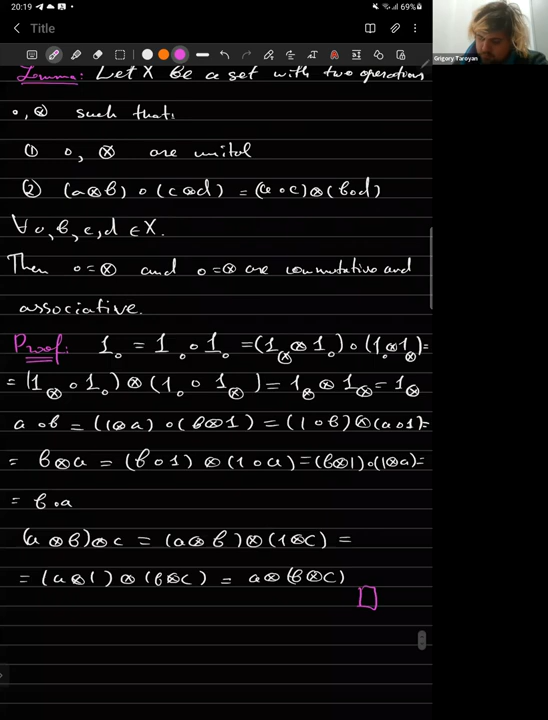 20:19
69%
Title
Grigory Taroyan
Lemma: Let X be a set with two operations
∘, ⊗ such that:
① ∘, ⊗ are unital
② (a⊗b)∘(c⊗d) = (a∘c)⊗(b∘d)
∀ a, b, c, d ∈ X.
Then ∘=⊗ and ∘=⊗ are commutative and
associative.
Proof: 1∘ = 1∘∘1∘ = (1⊗⊗1∘)∘(1∘⊗1⊗)=
= (1⊗∘1∘)⊗(1∘∘1⊗) = 1⊗⊗1⊗ = 1⊗
a∘b = (1⊗a)∘(b⊗1) = (1∘b)⊗(a∘1)=
= b⊗a = (b∘1)⊗(1∘a) = (b⊗1)∘(1⊗a)=
= b∘a
(a⊗b)⊗c = (a⊗b)⊗(1⊗c) =
= (a⊗1)⊗(b⊗c) = a⊗(b⊗c)
□